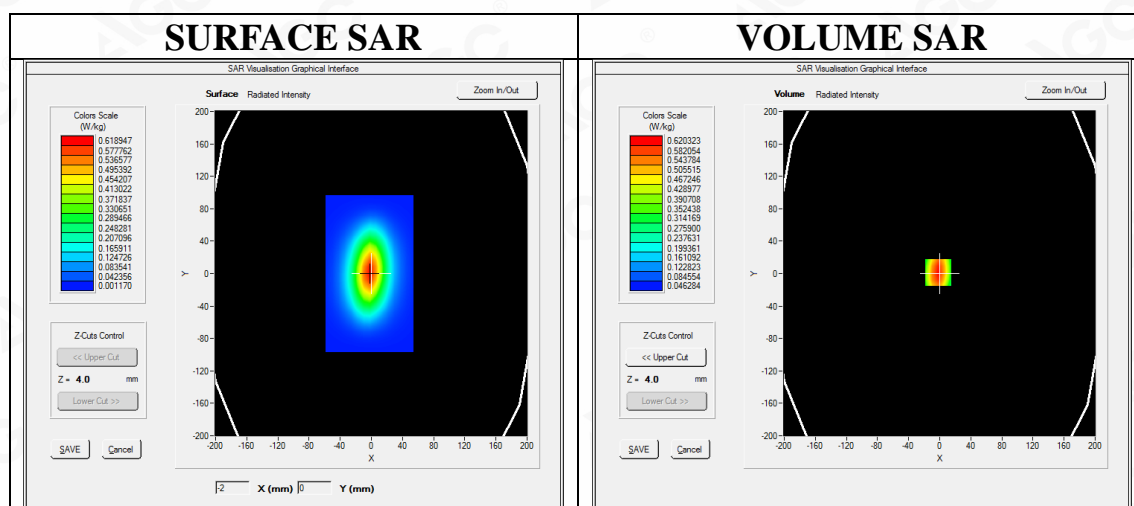 SURFACE SAR
SAR Visualisation Graphical Interface
Surface Radiated Intensity
Zoom In/Out
Colors Scale
(W/kg)
0.618947
0.577762
0.536577
0.495392
0.454207
0.413022
0.371837
0.330651
0.289466
0.248281
0.207096
0.165911
0.124726
0.083541
0.042356
0.001170
Z-Cuts Control
<< Upper Cut
Z = 4.0 mm
Lower Cut >>
SAVE Cancel
200
160
120
80
40
0
-40
-80
-120
-160
-200
Y
-200 -160 -120 -80 -40 0 40 80 120 160 200
X
-2 X (mm) 0 Y (mm)
VOLUME SAR
SAR Visualisation Graphical Interface
Volume Radiated Intensity
Zoom In/Out
Colors Scale
(W/kg)
0.620323
0.582054
0.543784
0.505515
0.467246
0.428977
0.390708
0.352438
0.314169
0.275900
0.237631
0.199361
0.161092
0.122823
0.084554
0.046284
Z-Cuts Control
<< Upper Cut
Z = 4.0 mm
Lower Cut >>
SAVE Cancel
200
160
120
80
40
0
-40
-80
-120
-160
-200
Y
-200 -160 -120 -80 -40 0 40 80 120 160 200
X